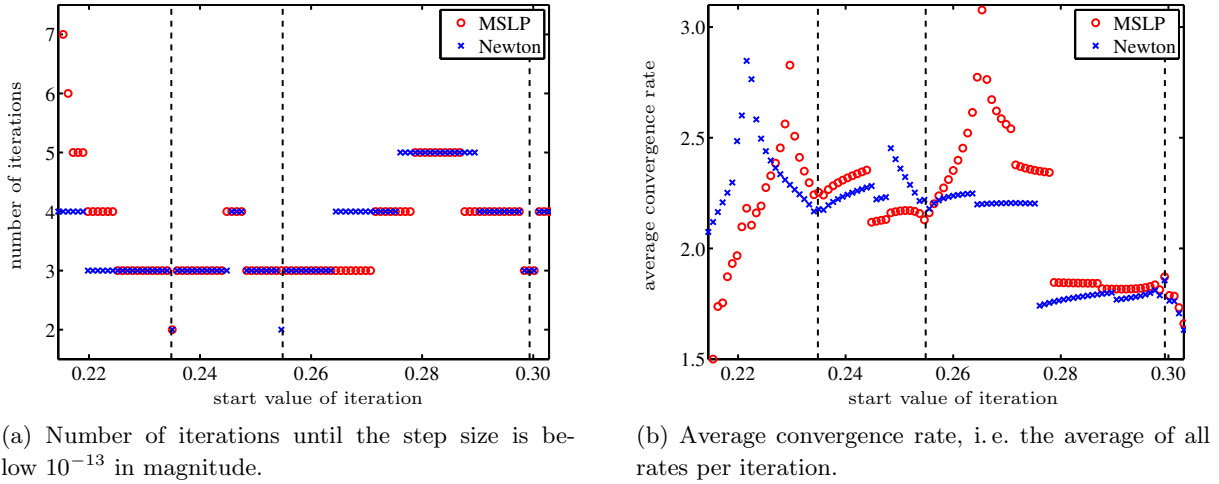 7
6
5
4
3
2
number of iterations
MSLP
Newton
0.22
0.24
0.26
0.28
0.30
start value of iteration
(a) Number of iterations until the step size is be-
low 10⁻¹³ in magnitude.
3.0
2.5
2.0
1.5
average convergence rate
MSLP
Newton
0.22
0.24
0.26
0.28
0.30
start value of iteration
(b) Average convergence rate, i. e. the average of all
rates per iteration.